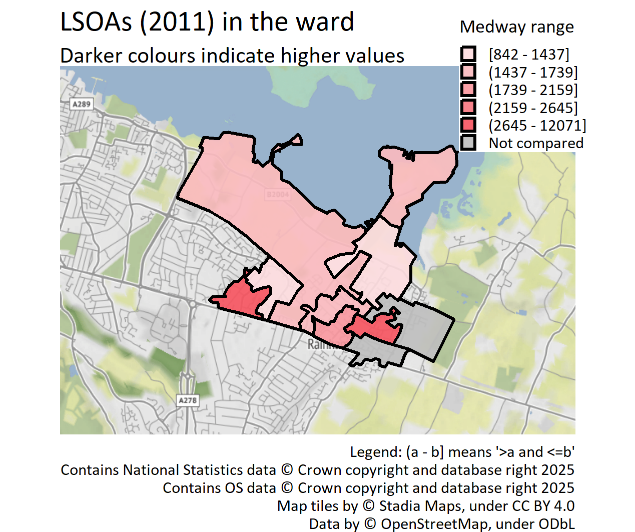 LSOAs (2011) in the ward
Darker colours indicate higher values
Medway range
[842 - 1437]
(1437 - 1739]
(1739 - 2159]
(2159 - 2645]
(2645 - 12071]
Not compared
A289
A278
Legend: (a - b] means '>a and <=b'
Contains National Statistics data © Crown copyright and database right 2025
Contains OS data © Crown copyright and database right 2025
Map tiles by © Stadia Maps, under CC BY 4.0
Data by © OpenStreetMap, under ODbL